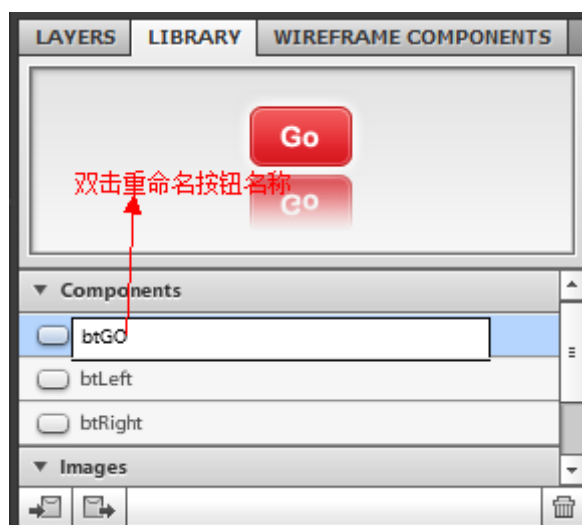 LAYERS LIBRARY WIREFRAME COMPONENTS
Go
双击重命名按钮名称
Go
Components
btGO
btLeft
btRight
Images